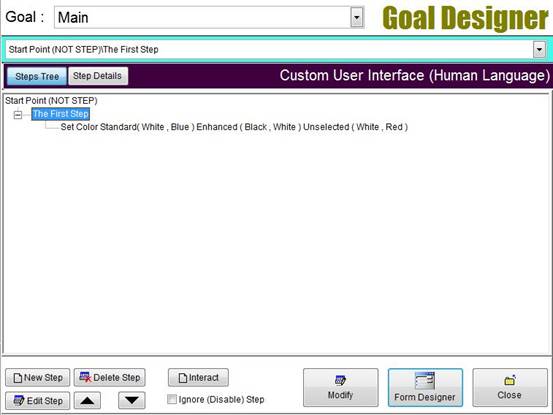 Goal : Main Goal Designer
Start Point (NOT STEP)\The First Step
Steps Tree Step Details Custom User Interface (Human Language)
Start Point (NOT STEP)
The First Step
Set Color Standard( White , Blue ) Enhanced ( Black , White ) Unselected ( White , Red )
New Step Delete Step Interact
Edit Step Ignore (Disable) Step
Modify Form Designer Close